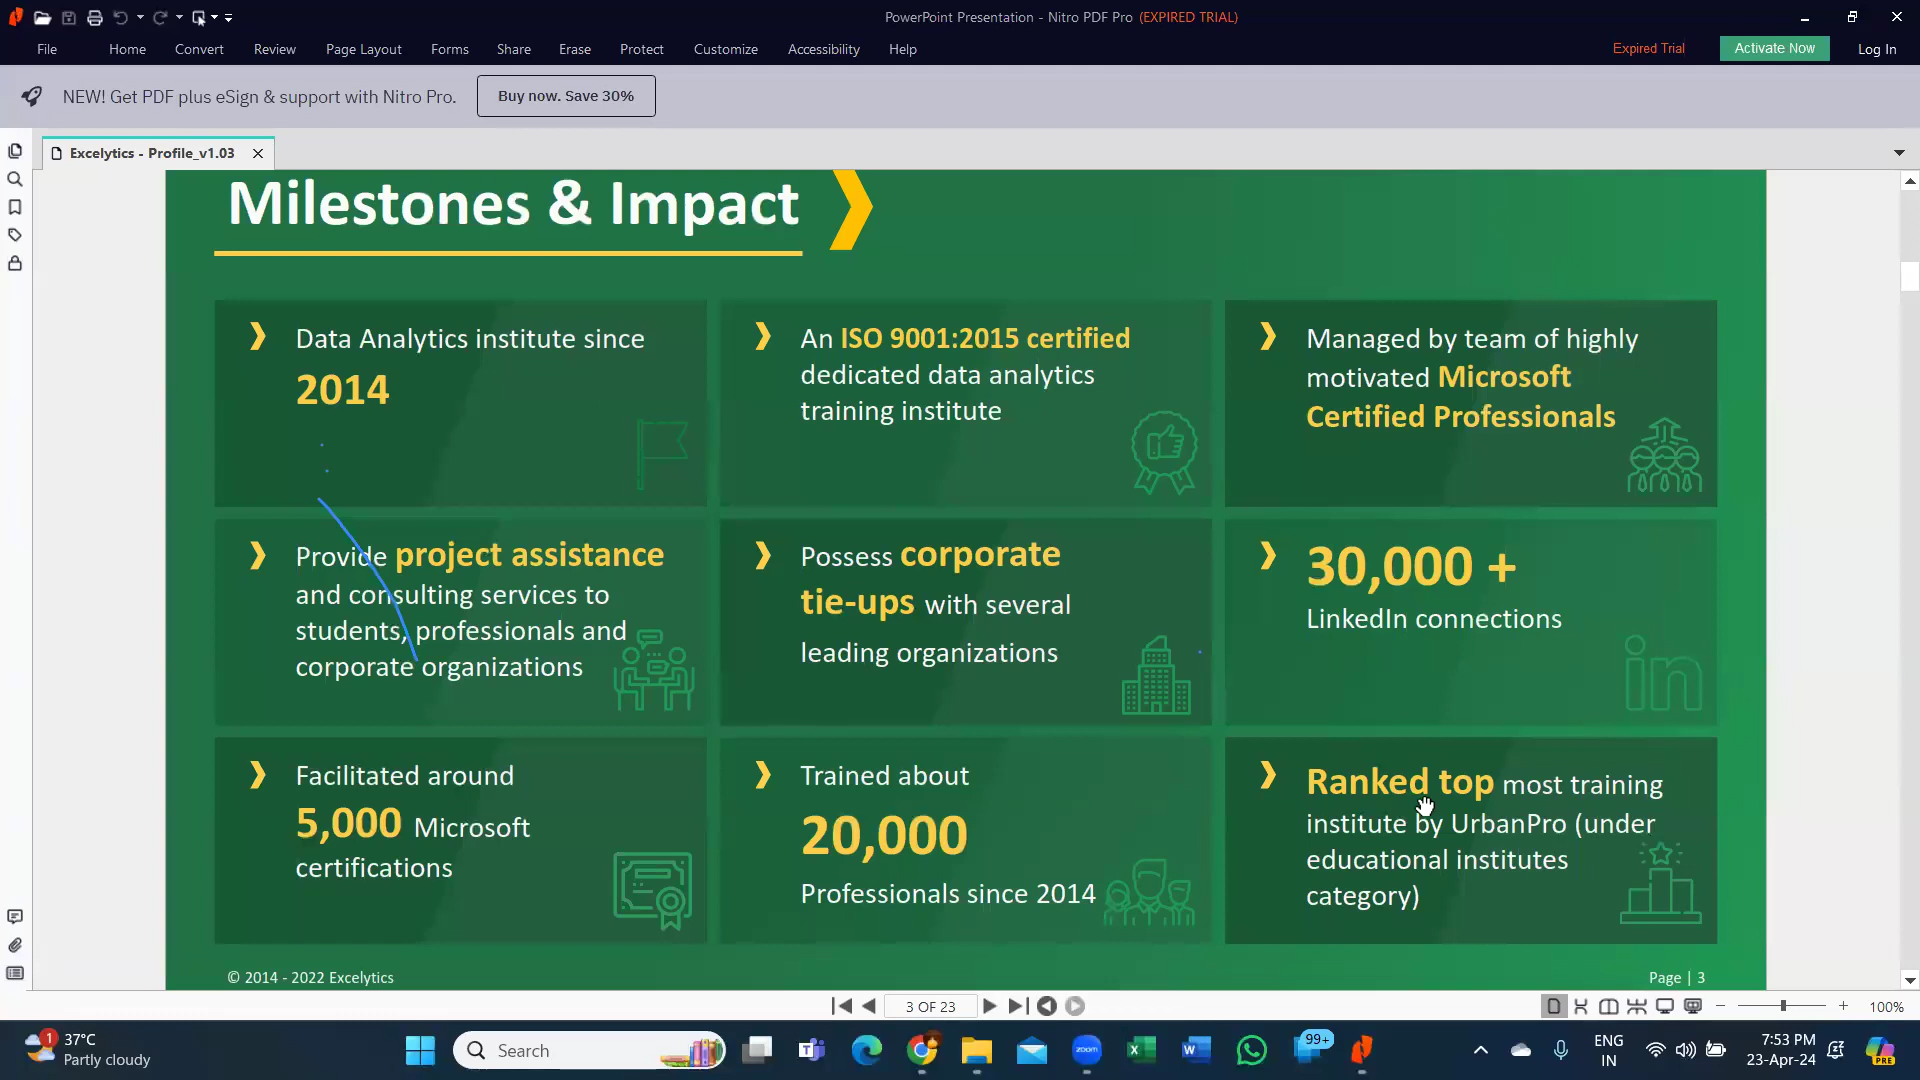 PowerPoint Presentation - Nitro PDF Pro (EXPIRED TRIAL)
File Home Convert Review Page Layout Forms Share Erase Protect Customize Accessibility Help Expired Trial Activate Now Log In
NEW! Get PDF plus eSign & support with Nitro Pro. Buy now. Save 30%
Excelytics - Profile_v1.03
Milestones & Impact
Data Analytics institute since
2014
An ISO 9001:2015 certified
dedicated data analytics
training institute
Managed by team of highly
motivated Microsoft
Certified Professionals
Provide project assistance
and consulting services to
students, professionals and
corporate organizations
Possess corporate
tie-ups with several
leading organizations
30,000 +
LinkedIn connections
in
Facilitated around
5,000 Microsoft
certifications
Trained about
20,000
Professionals since 2014
Ranked top most training
institute by UrbanPro (under
educational institutes
category)
© 2014 - 2022 Excelytics
Page | 3
3 OF 23
100%
1
37°C
Partly cloudy
Search
zoom
99+
ENG
IN
7:53 PM
23-Apr-24
PRE